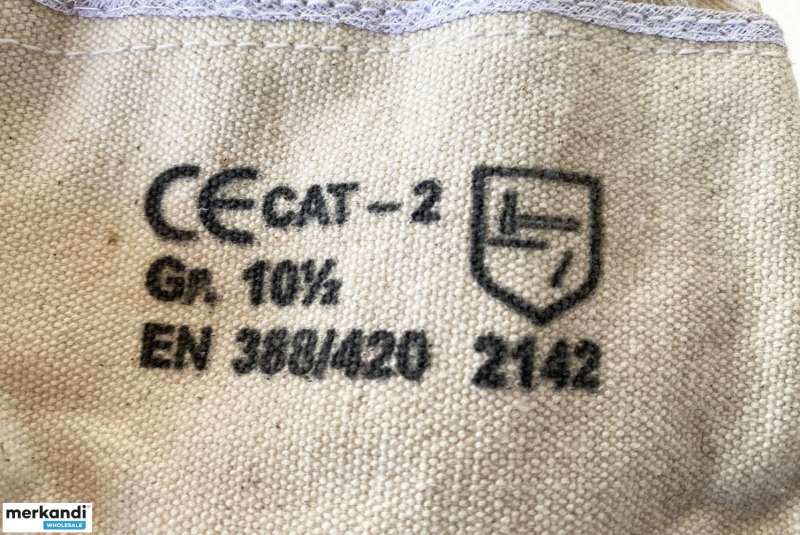 CE CAT - 2
Gr. 10½
EN 388/420 2142
merkandi
WHOLESALE